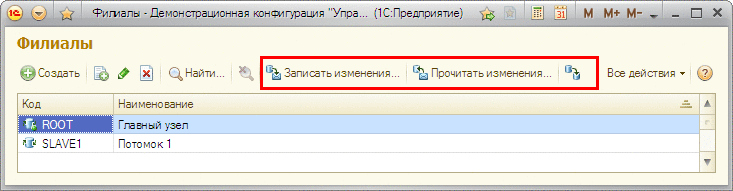 Филиалы - Демонстрационная конфигурация "Упра... (1С:Предприятие)
M M+ M-
Филиалы
Создать Найти... Записать изменения... Прочитать изменения... Все действия
Код Наименование
ROOT Главный узел
SLAVE1 Потомок 1